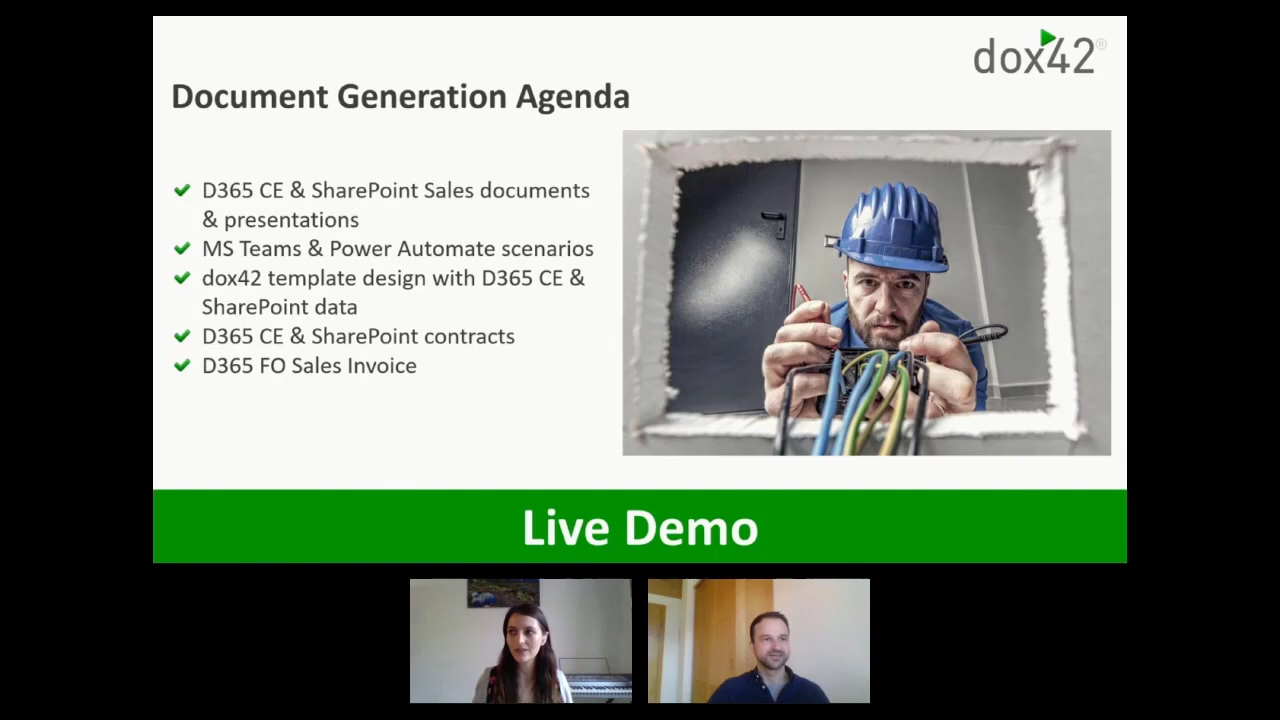 dox42®
Document Generation Agenda
D365 CE & SharePoint Sales documents
& presentations
MS Teams & Power Automate scenarios
dox42 template design with D365 CE &
SharePoint data
D365 CE & SharePoint contracts
D365 FO Sales Invoice
Live Demo